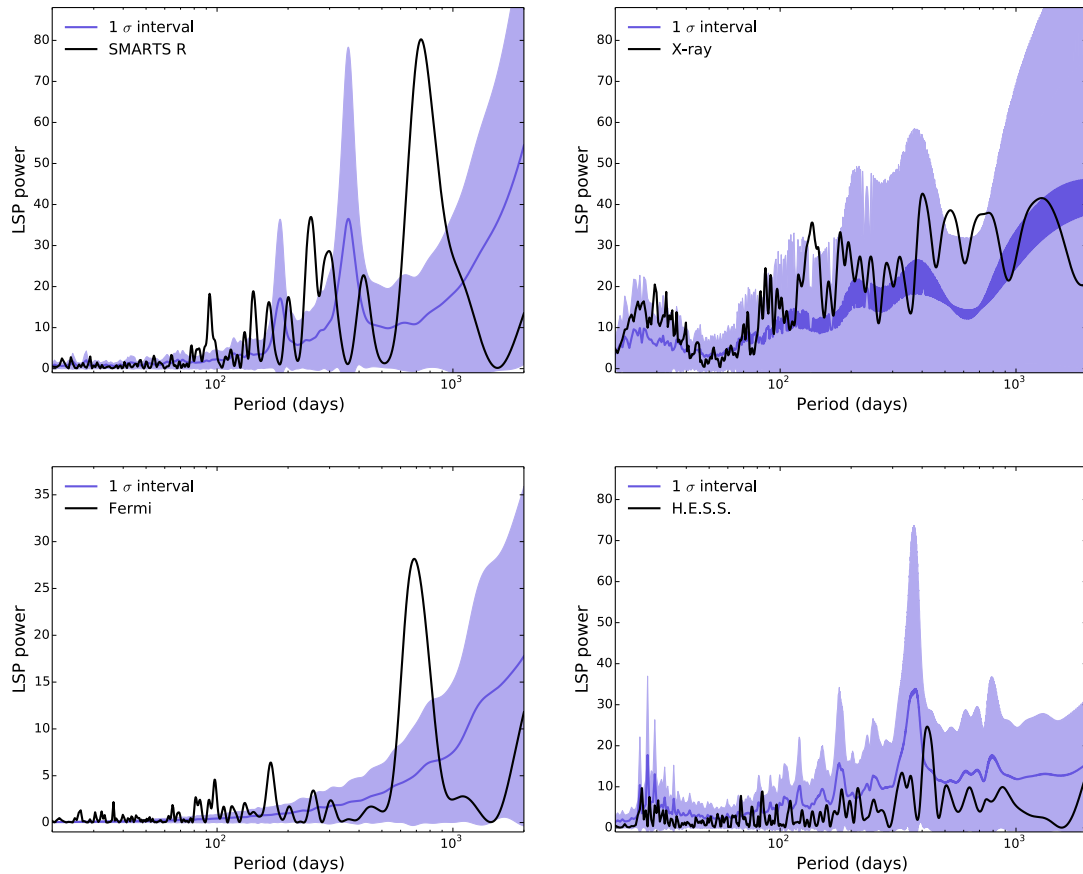 1 σ interval
SMARTS R
80
70
60
50
40
30
20
10
0
LSP power
10²
10³
Period (days)
1 σ interval
X-ray
80
70
60
50
40
30
20
10
0
LSP power
10²
10³
Period (days)
1 σ interval
Fermi
35
30
25
20
15
10
5
0
LSP power
10²
10³
Period (days)
1 σ interval
H.E.S.S.
80
70
60
50
40
30
20
10
0
LSP power
10²
10³
Period (days)